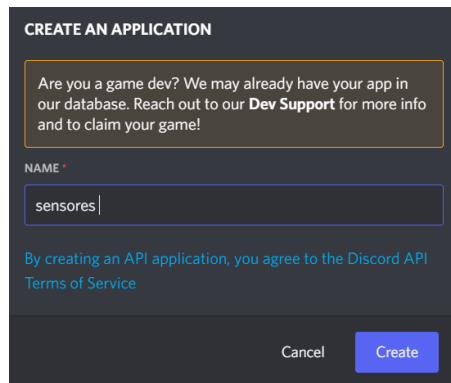 CREATE AN APPLICATION
Are you a game dev? We may already have your app in
our database. Reach out to our Dev Support for more info
and to claim your game!
NAME *
sensores
By creating an API application, you agree to the Discord API
Terms of Service
Cancel
Create